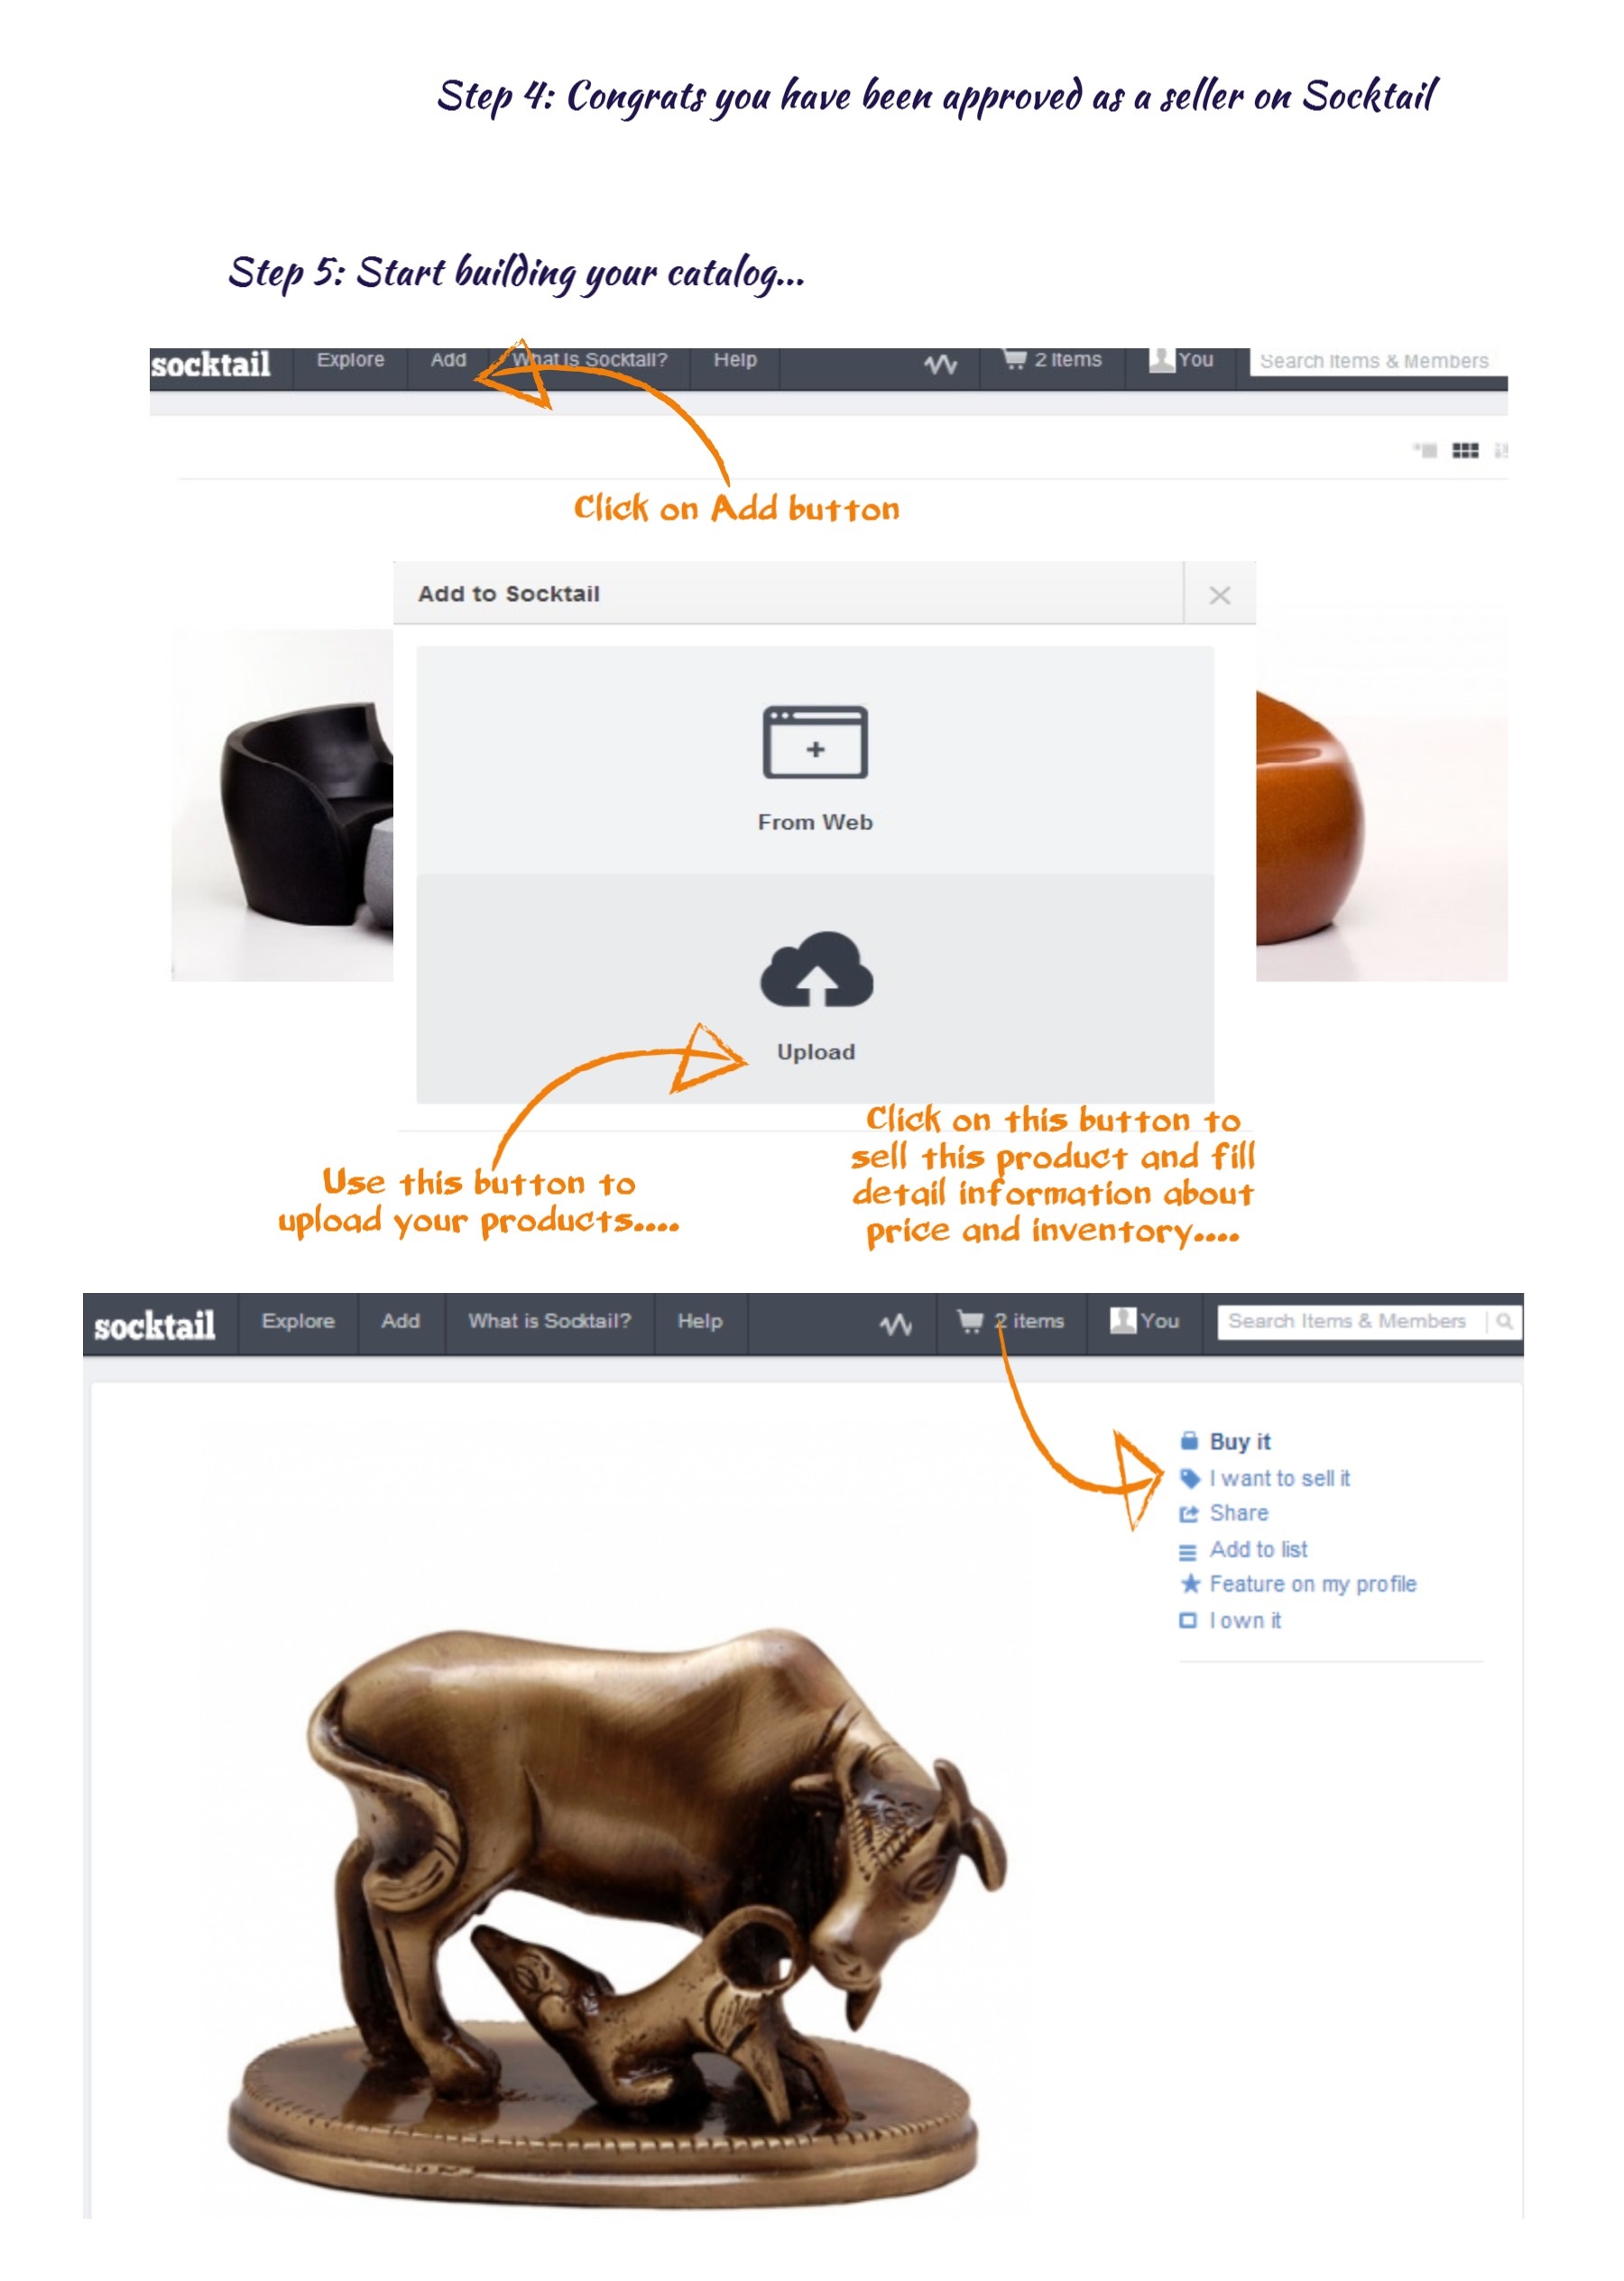 Step 4: Congrats you have been approved as a seller on Socktail
Step 5: Start building your catalog...
socktail Explore Add What Is Socktail? Help 2 Items You Search Items & Members
Click on Add button
Add to Socktail
From Web
Upload
Use this button to
upload your products....
Click on this button to
sell this product and fill
detail information about
price and inventory....
socktail Explore Add What is Socktail? Help 2 items You Search Items & Members
Buy it
I want to sell it
Share
Add to list
Feature on my profile
I own it